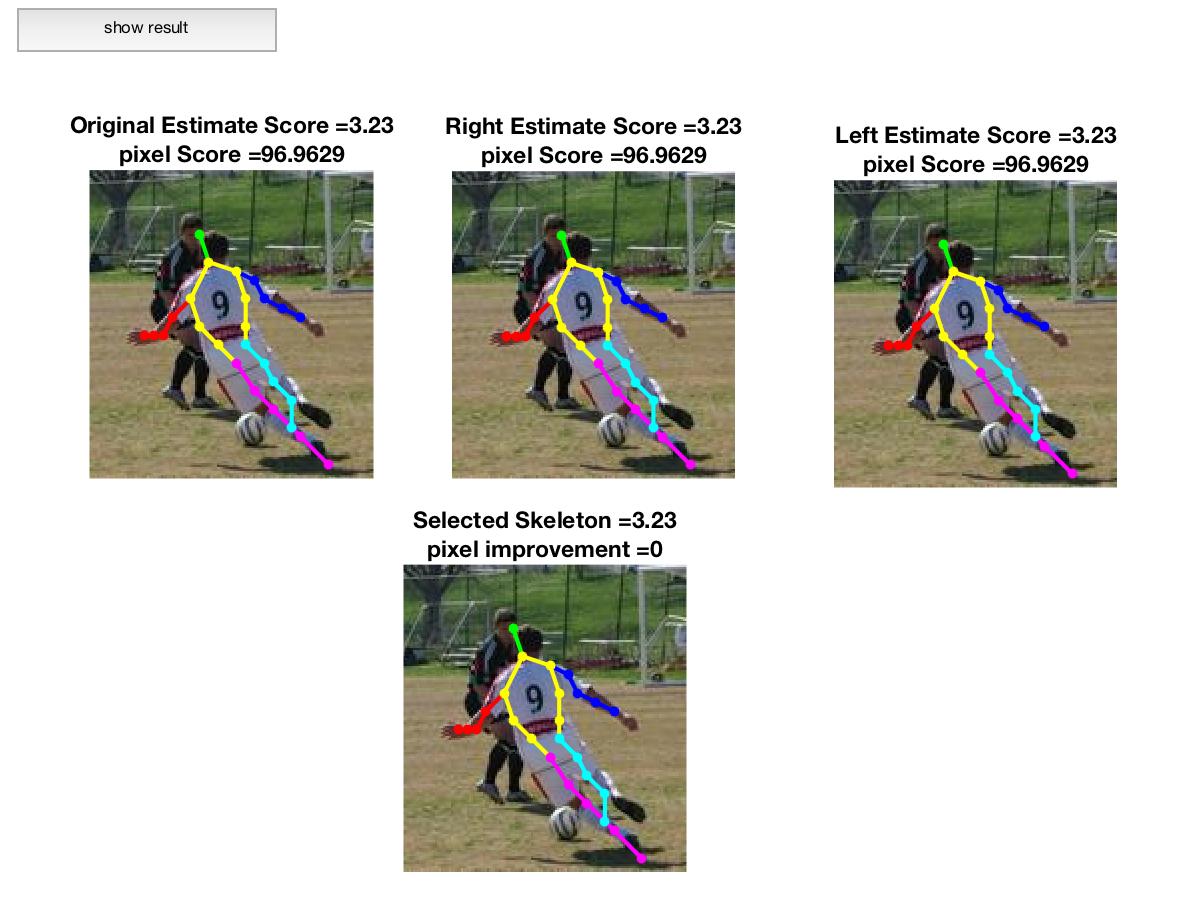 show result
Original Estimate Score =3.23
pixel Score =96.9629
Right Estimate Score =3.23
pixel Score =96.9629
Left Estimate Score =3.23
pixel Score =96.9629
9
9
9
Selected Skeleton =3.23
pixel improvement =0
9